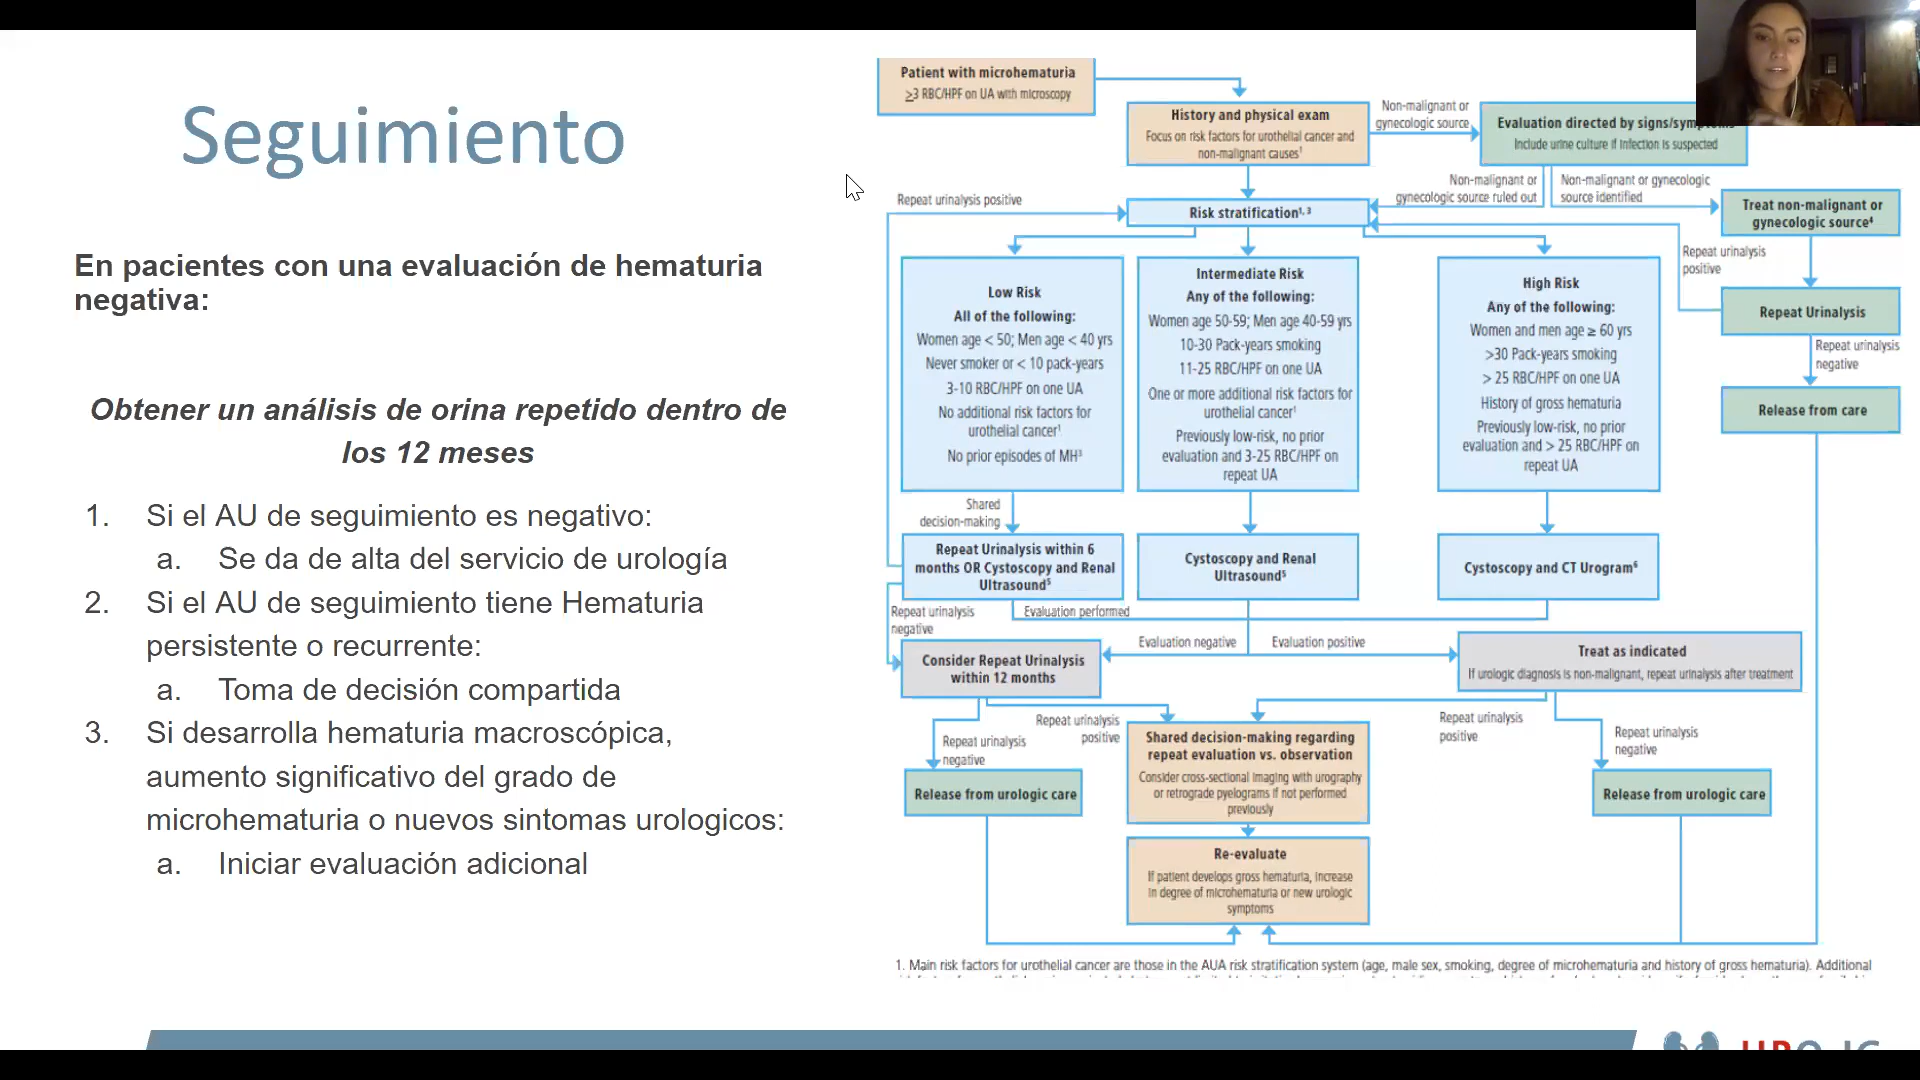 Seguimiento
En pacientes con una evaluación de hematuria
negativa:
Obtener un análisis de orina repetido dentro de
los 12 meses
1. Si el AU de seguimiento es negativo:
a. Se da de alta del servicio de urología
2. Si el AU de seguimiento tiene Hematuria
persistente o recurrente:
a. Toma de decisión compartida
3. Si desarrolla hematuria macroscópica,
aumento significativo del grado de
microhematuria o nuevos sintomas urologicos:
a. Iniciar evaluación adicional
Patient with microhematuria
≥3 RBC/HPF on UA with microscopy
History and physical exam
Focus on risk factors for urothelial cancer and
non-malignant causes¹
Non-malignant or
gynecologic source
Evaluation directed by signs/symptoms
Include urine culture if infection is suspected
Non-malignant or
gynecologic source ruled out
Non-malignant or gynecologic
source identified
Treat non-malignant or
gynecologic source⁴
Repeat urinalysis
positive
Repeat Urinalysis
Repeat urinalysis
negative
Release from care
Repeat urinalysis positive
Risk stratification¹,³
Low Risk
All of the following:
Women age < 50; Men age < 40 yrs
Never smoker or < 10 pack-years
3-10 RBC/HPF on one UA
No additional risk factors for
urothelial cancer¹
No prior episodes of MH³
Intermediate Risk
Any of the following:
Women age 50-59; Men age 40-59 yrs
10-30 Pack-years smoking
11-25 RBC/HPF on one UA
One or more additional risk factors for
urothelial cancer¹
Previously low-risk, no prior
evaluation and 3-25 RBC/HPF on
repeat UA
High Risk
Any of the following:
Women and men age ≥ 60 yrs
>30 Pack-years smoking
> 25 RBC/HPF on one UA
History of gross hematuria
Previously low-risk, no prior
evaluation and > 25 RBC/HPF on
repeat UA
Shared
decision-making
Repeat Urinalysis within 6
months OR Cystoscopy and Renal
Ultrasound⁵
Cystoscopy and Renal
Ultrasound⁵
Cystoscopy and CT Urogram⁶
Repeat urinalysis
negative
Evaluation performed
Evaluation negative
Evaluation positive
Consider Repeat Urinalysis
within 12 months
Treat as indicated
If urologic diagnosis is non-malignant, repeat urinalysis after treatment
Repeat urinalysis
negative
Repeat urinalysis
positive
Repeat urinalysis
positive
Repeat urinalysis
negative
Release from urologic care
Shared decision-making regarding
repeat evaluation vs. observation
Consider cross-sectional imaging with urography
or retrograde pyelograms if not performed
previously
Release from urologic care
Re-evaluate
If patient develops gross hematuria, increase
in degree of microhematuria or new urologic
symptoms
1. Main risk factors for urothelial cancer are those in the AUA risk stratification system (age, male sex, smoking, degree of microhematuria and history of gross hematuria). Additional